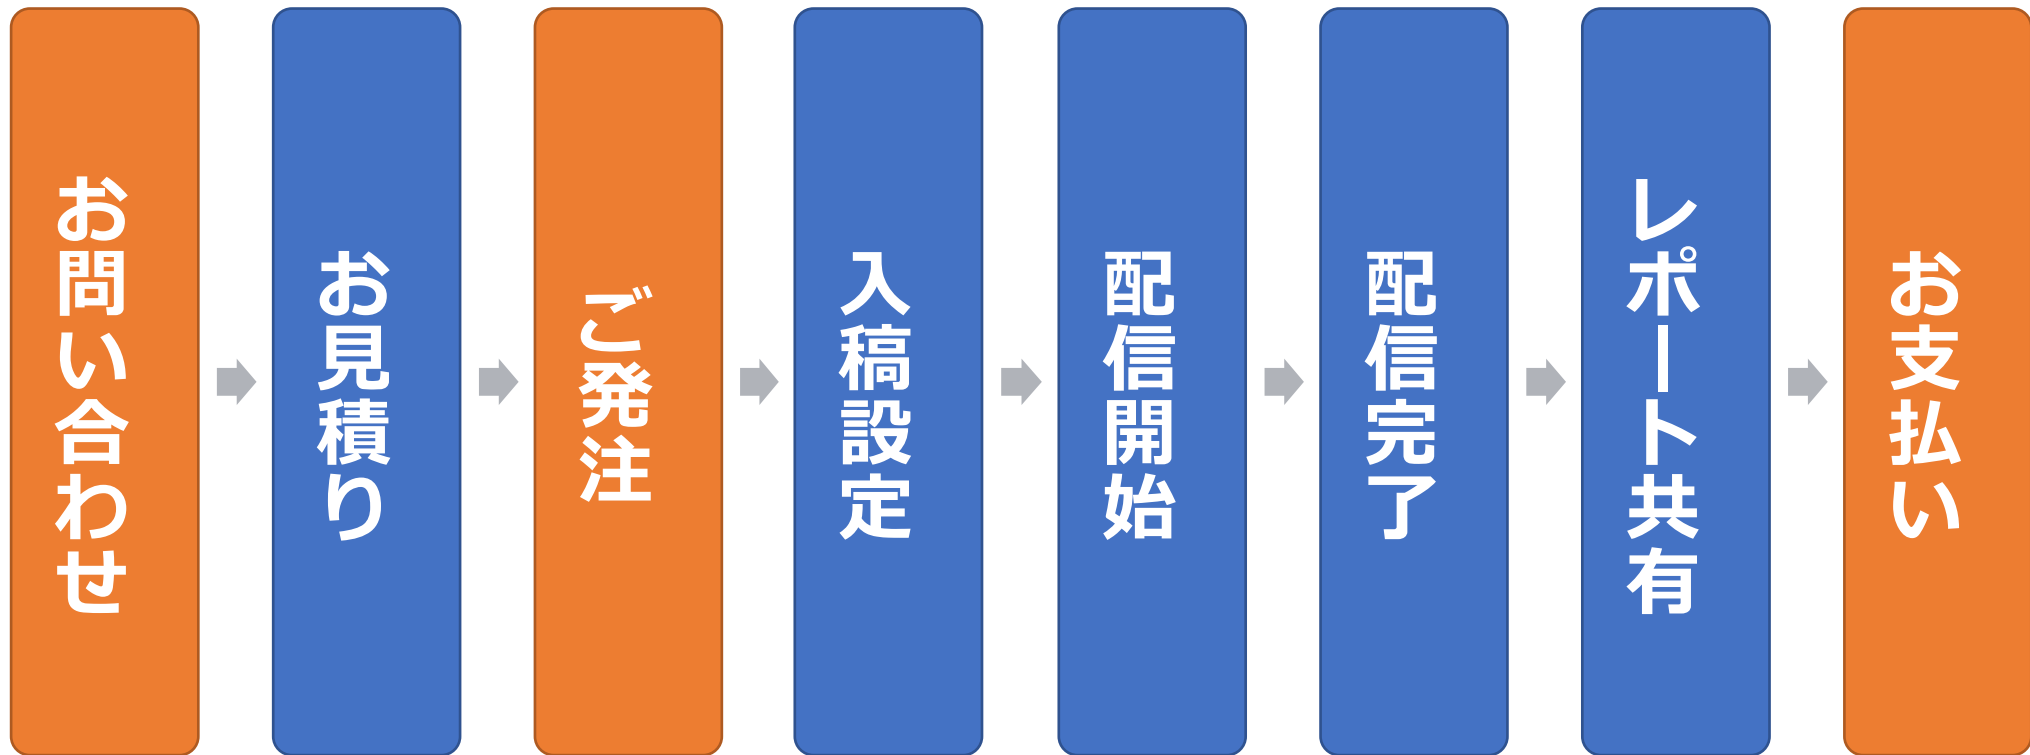 お問い合わせ
お見積り
ご発注
入稿設定
配信開始
配信完了
レポート共有
お支払い